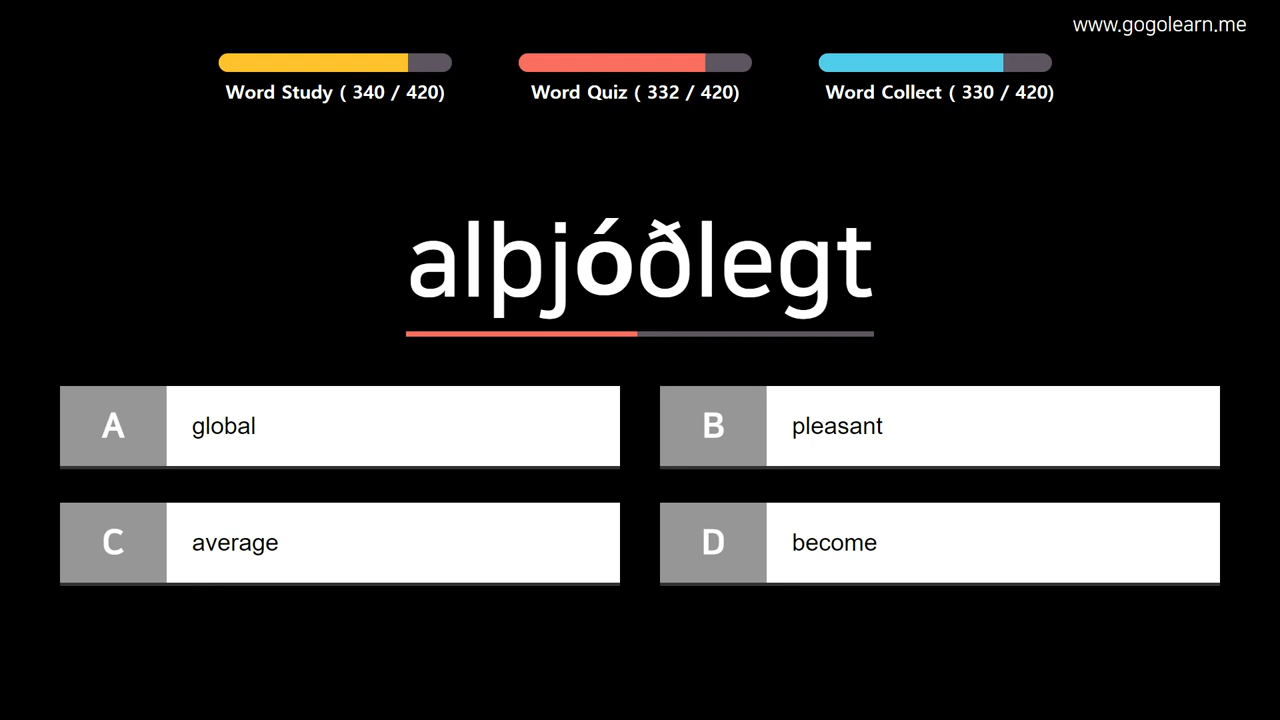 www.gogolearn.me
Word Study ( 340 / 420)
Word Quiz ( 332 / 420)
Word Collect ( 330 / 420)
alþjóðlegt
A global
B pleasant
C average
D become